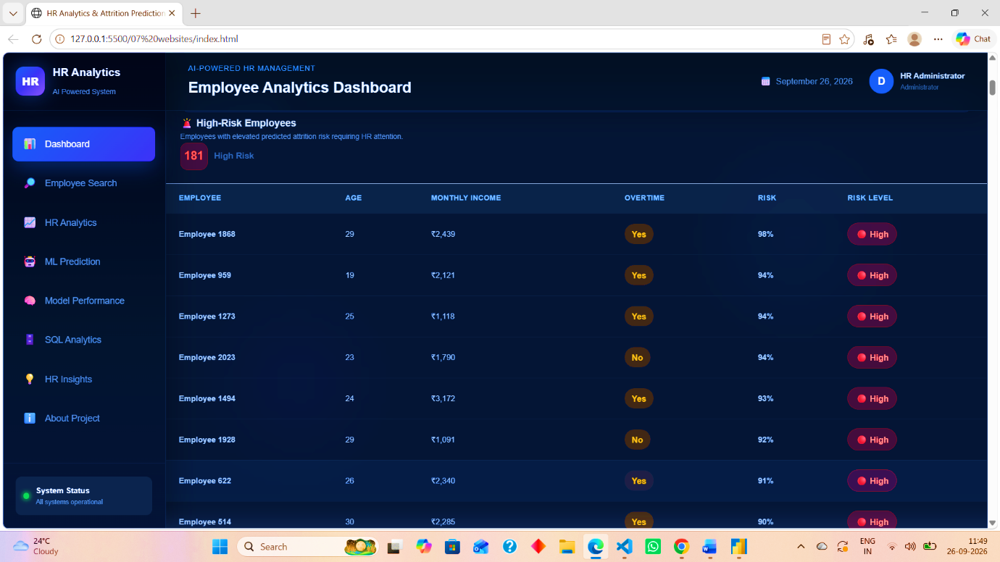 HR Analytics & Attrition Prediction
127.0.0.1:5500/07%20websites/index.html
Chat
HR
HR Analytics
AI Powered System
AI-POWERED HR MANAGEMENT
Employee Analytics Dashboard
September 26, 2026
D
HR Administrator
Administrator
Dashboard
Employee Search
HR Analytics
ML Prediction
Model Performance
SQL Analytics
HR Insights
About Project
System Status
All systems operational
High-Risk Employees
Employees with elevated predicted attrition risk requiring HR attention.
181 High Risk
EMPLOYEE AGE MONTHLY INCOME OVERTIME RISK RISK LEVEL
Employee 1868 29 ₹2,439 Yes 98% High
Employee 959 19 ₹2,121 Yes 94% High
Employee 1273 25 ₹1,118 Yes 94% High
Employee 2023 23 ₹1,790 No 94% High
Employee 1494 24 ₹3,172 Yes 93% High
Employee 1928 29 ₹1,091 No 92% High
Employee 622 26 ₹2,340 Yes 91% High
Employee 514 30 ₹2,285 Yes 90% High
24°C
Cloudy
Search
ENG
IN
11:49
26-09-2026